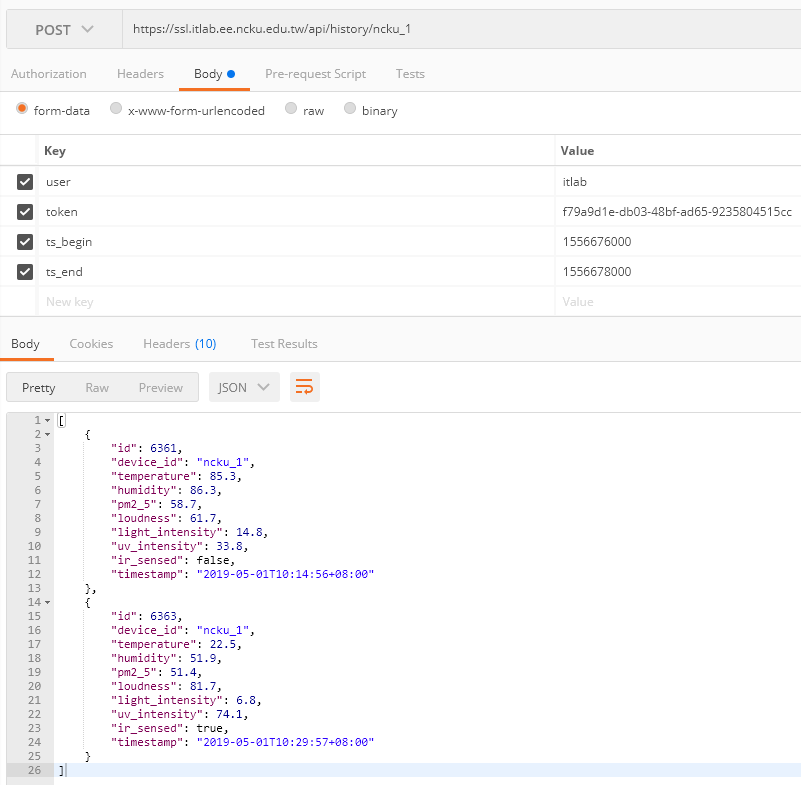 POST https://ssl.itlab.ee.ncku.edu.tw/api/history/ncku_1
Authorization Headers Body Pre-request Script Tests
form-data x-www-form-urlencoded raw binary
Key Value
user itlab
token f79a9d1e-db03-48bf-ad65-9235804515cc
ts_begin 1556676000
ts_end 1556678000
New key Value
Body Cookies Headers (10) Test Results
Pretty Raw Preview JSON
1 [
2 {
3 "id": 6361,
4 "device_id": "ncku_1",
5 "temperature": 85.3,
6 "humidity": 86.3,
7 "pm2_5": 58.7,
8 "loudness": 61.7,
9 "light_intensity": 14.8,
10 "uv_intensity": 33.8,
11 "ir_sensed": false,
12 "timestamp": "2019-05-01T10:14:56+08:00"
13 },
14 {
15 "id": 6363,
16 "device_id": "ncku_1",
17 "temperature": 22.5,
18 "humidity": 51.9,
19 "pm2_5": 51.4,
20 "loudness": 81.7,
21 "light_intensity": 6.8,
22 "uv_intensity": 74.1,
23 "ir_sensed": true,
24 "timestamp": "2019-05-01T10:29:57+08:00"
25 }
26 ]